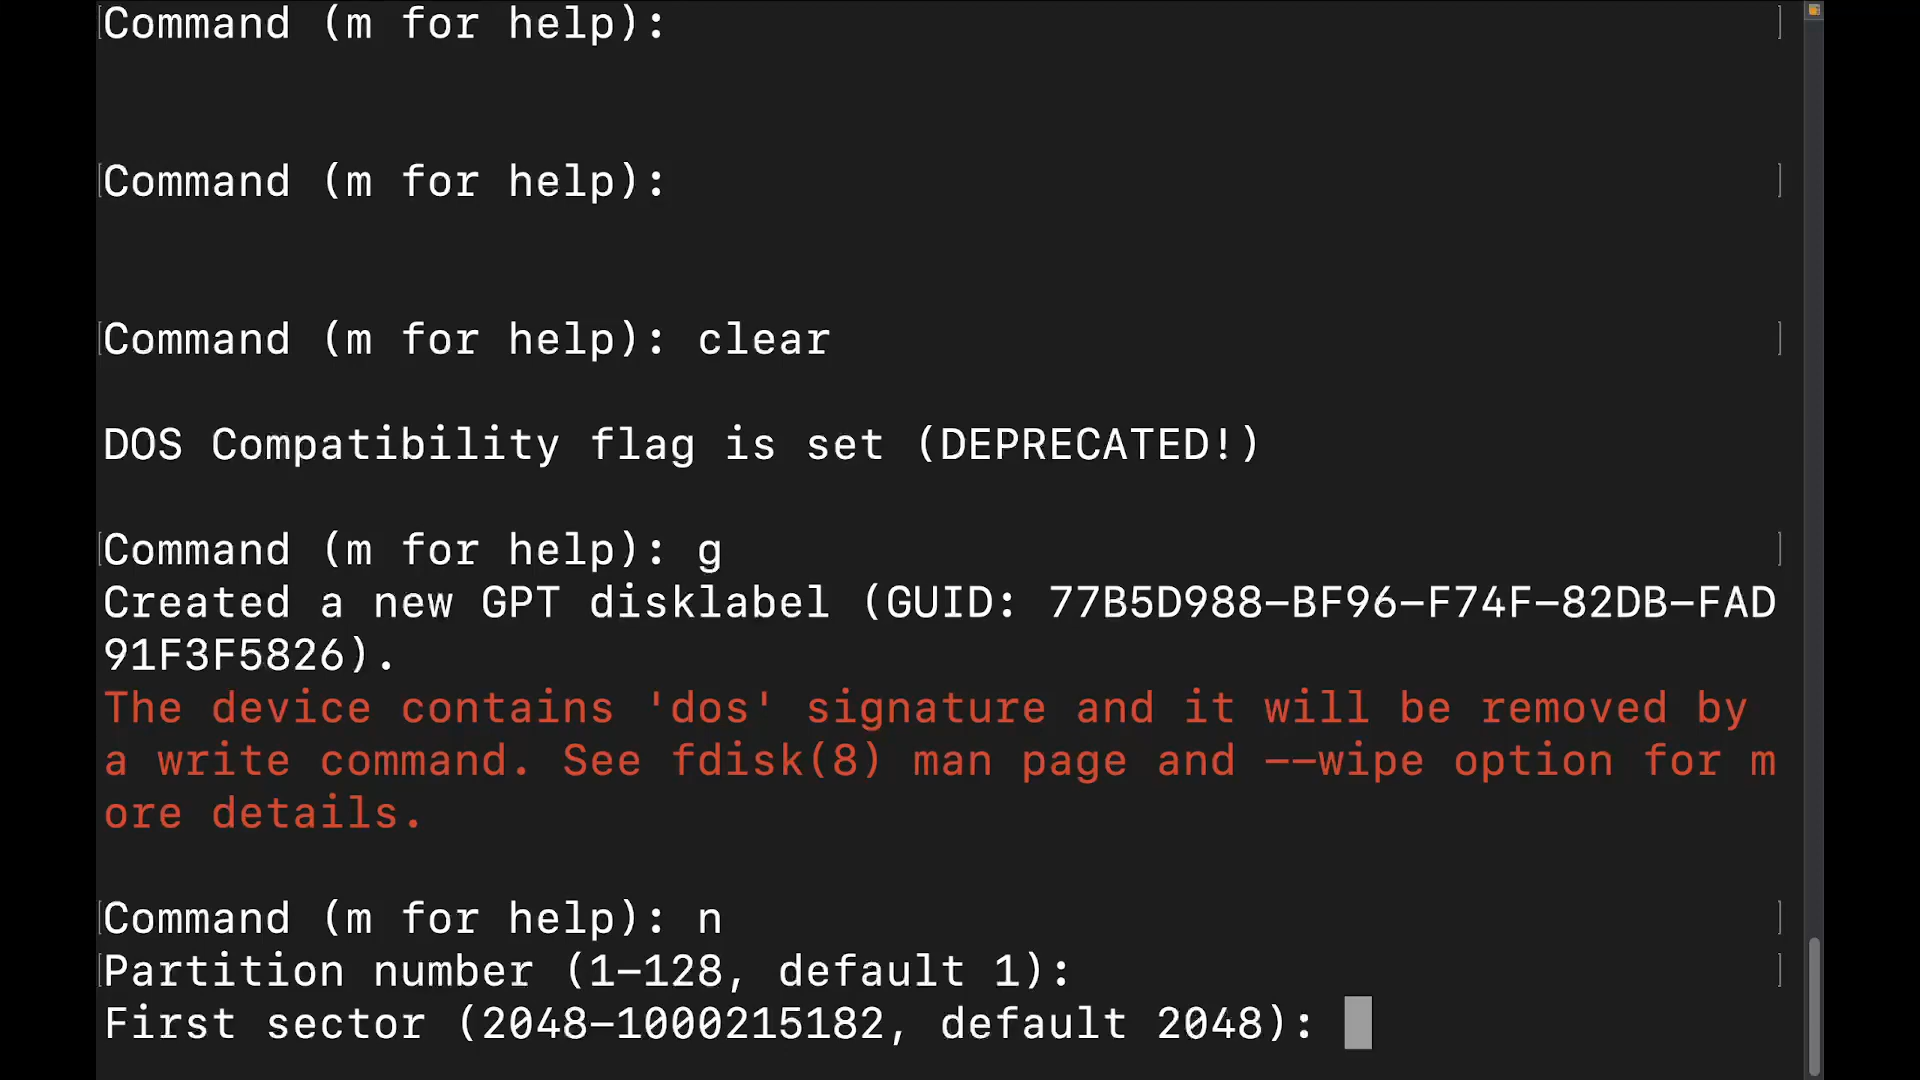 Command (m for help):
Command (m for help):
Command (m for help): clear
DOS Compatibility flag is set (DEPRECATED!)
Command (m for help): g
Created a new GPT disklabel (GUID: 77B5D988-BF96-F74F-82DB-FAD
91F3F5826).
The device contains 'dos' signature and it will be removed by
a write command. See fdisk(8) man page and --wipe option for m
ore details.
Command (m for help): n
Partition number (1-128, default 1):
First sector (2048-1000215182, default 2048):